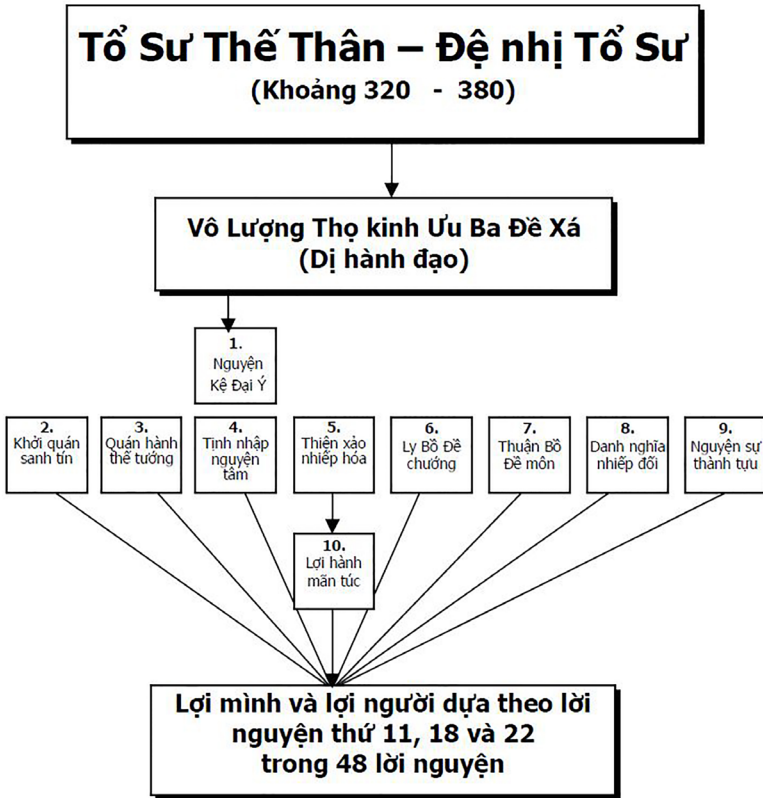 Tổ Sư Thế Thân – Đệ nhị Tổ Sư
(Khoảng 320 - 380)
Vô Lượng Thọ kinh Ưu Ba Đề Xá
(Dị hành đạo)
1.
Nguyện
Kệ Đại Ý
2.
Khởi quán
sanh tín
3.
Quán hành
thể tướng
4.
Tịnh nhập
nguyện
tâm
5.
Thiện xảo
nhiếp hóa
6.
Ly Bồ Đề
chướng
7.
Thuận Bồ
Đề môn
8.
Danh nghĩa
nhiếp đối
9.
Nguyện sự
thành tựu
10.
Lợi hành
mãn túc
Lợi mình và lợi người dựa theo lời
nguyện thứ 11, 18 và 22
trong 48 lời nguyện